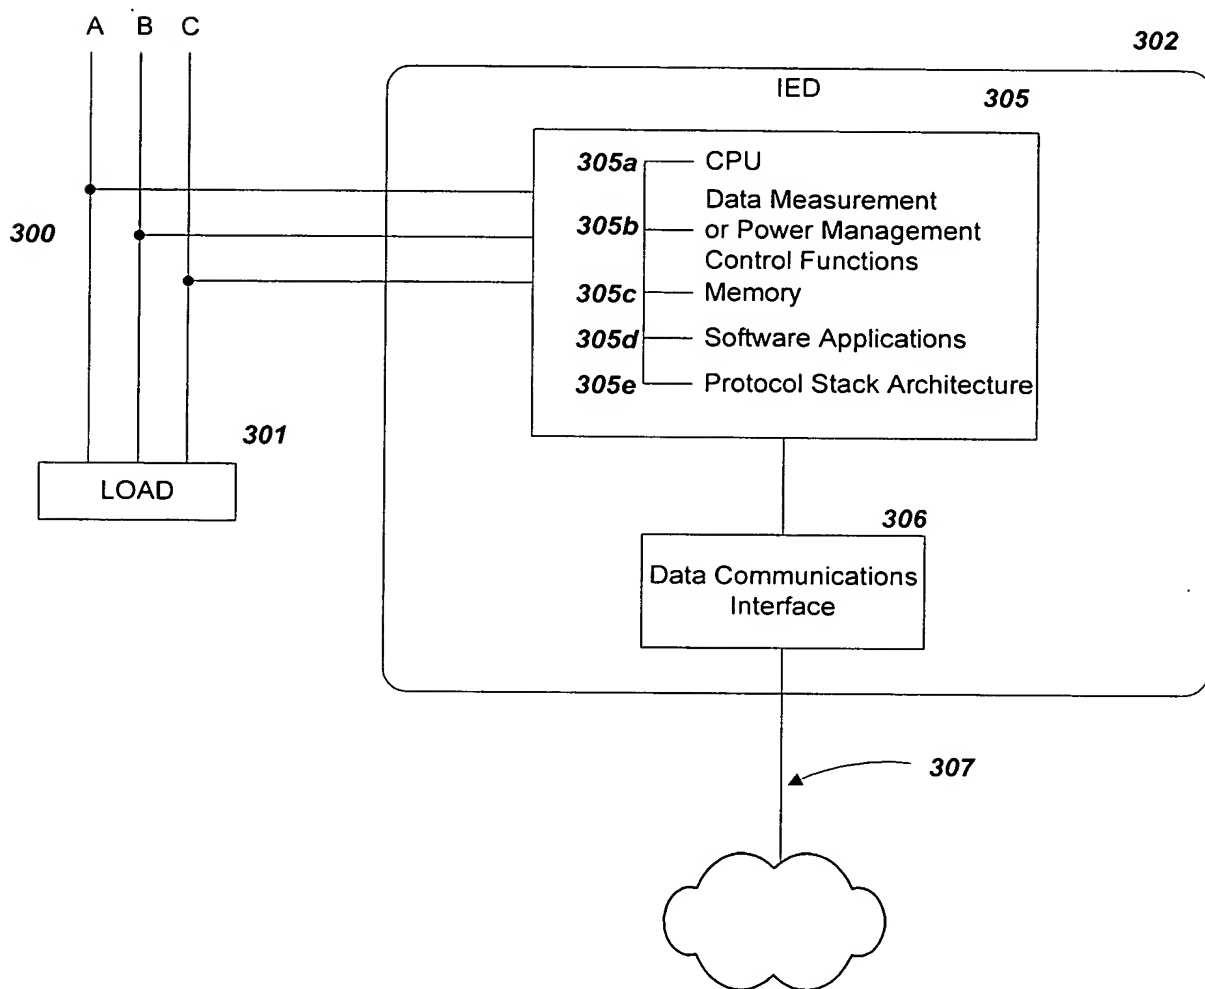 A B C
302
IED
305
305a CPU
Data Measurement
305b or Power Management
Control Functions
300
305c Memory
305d Software Applications
305e Protocol Stack Architecture
301
LOAD
306
Data Communications
Interface
307